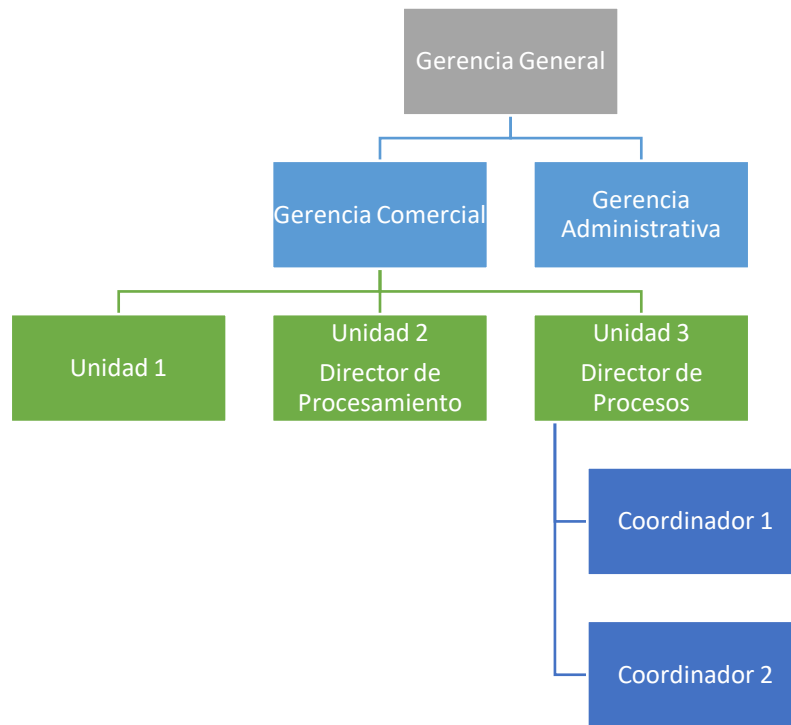 Gerencia General
Gerencia Comercial
Gerencia
Administrativa
Unidad 1
Unidad 2
Director de
Procesamiento
Unidad 3
Director de
Procesos
Coordinador 1
Coordinador 2